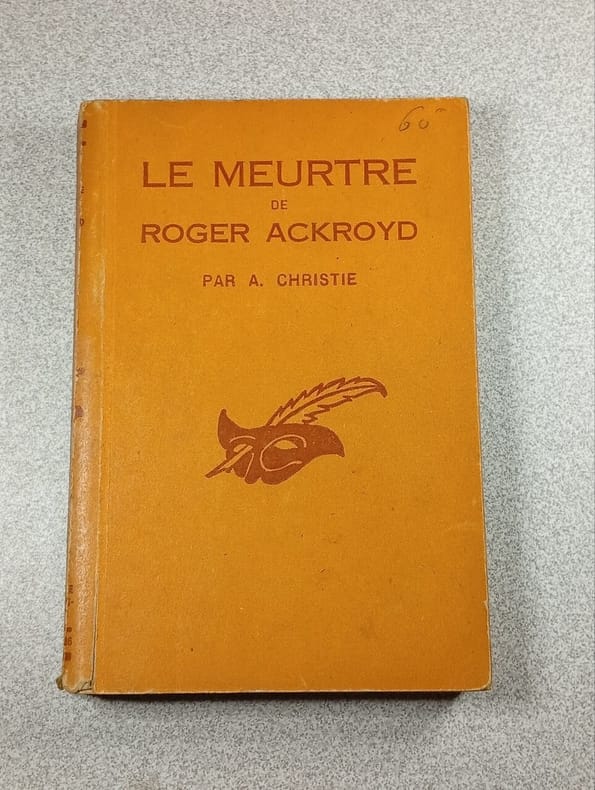 60
LE MEURTRE
DE
ROGER ACKROYD
PAR A. CHRISTIE